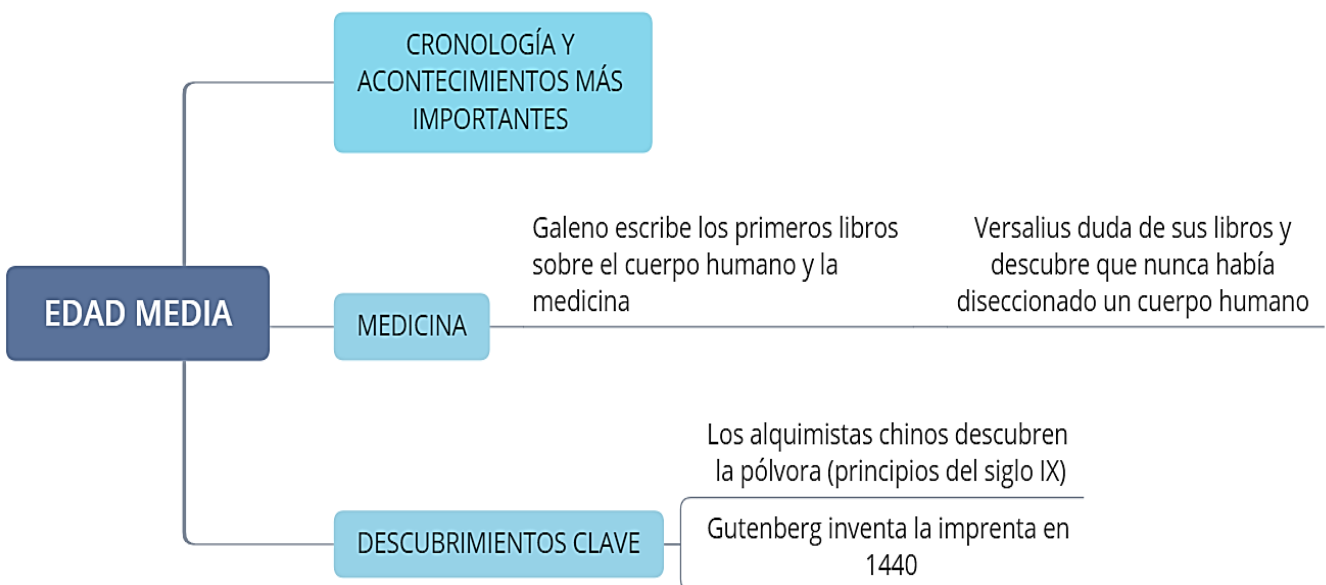 CRONOLOGÍA Y
ACONTECIMIENTOS MÁS
IMPORTANTES
EDAD MEDIA
MEDICINA
Galeno escribe los primeros libros
sobre el cuerpo humano y la
medicina
Versalius duda de sus libros y
descubre que nunca había
diseccionado un cuerpo humano
DESCUBRIMIENTOS CLAVE
Los alquimistas chinos descubren
la pólvora (principios del siglo IX)
Gutenberg inventa la imprenta en
1440